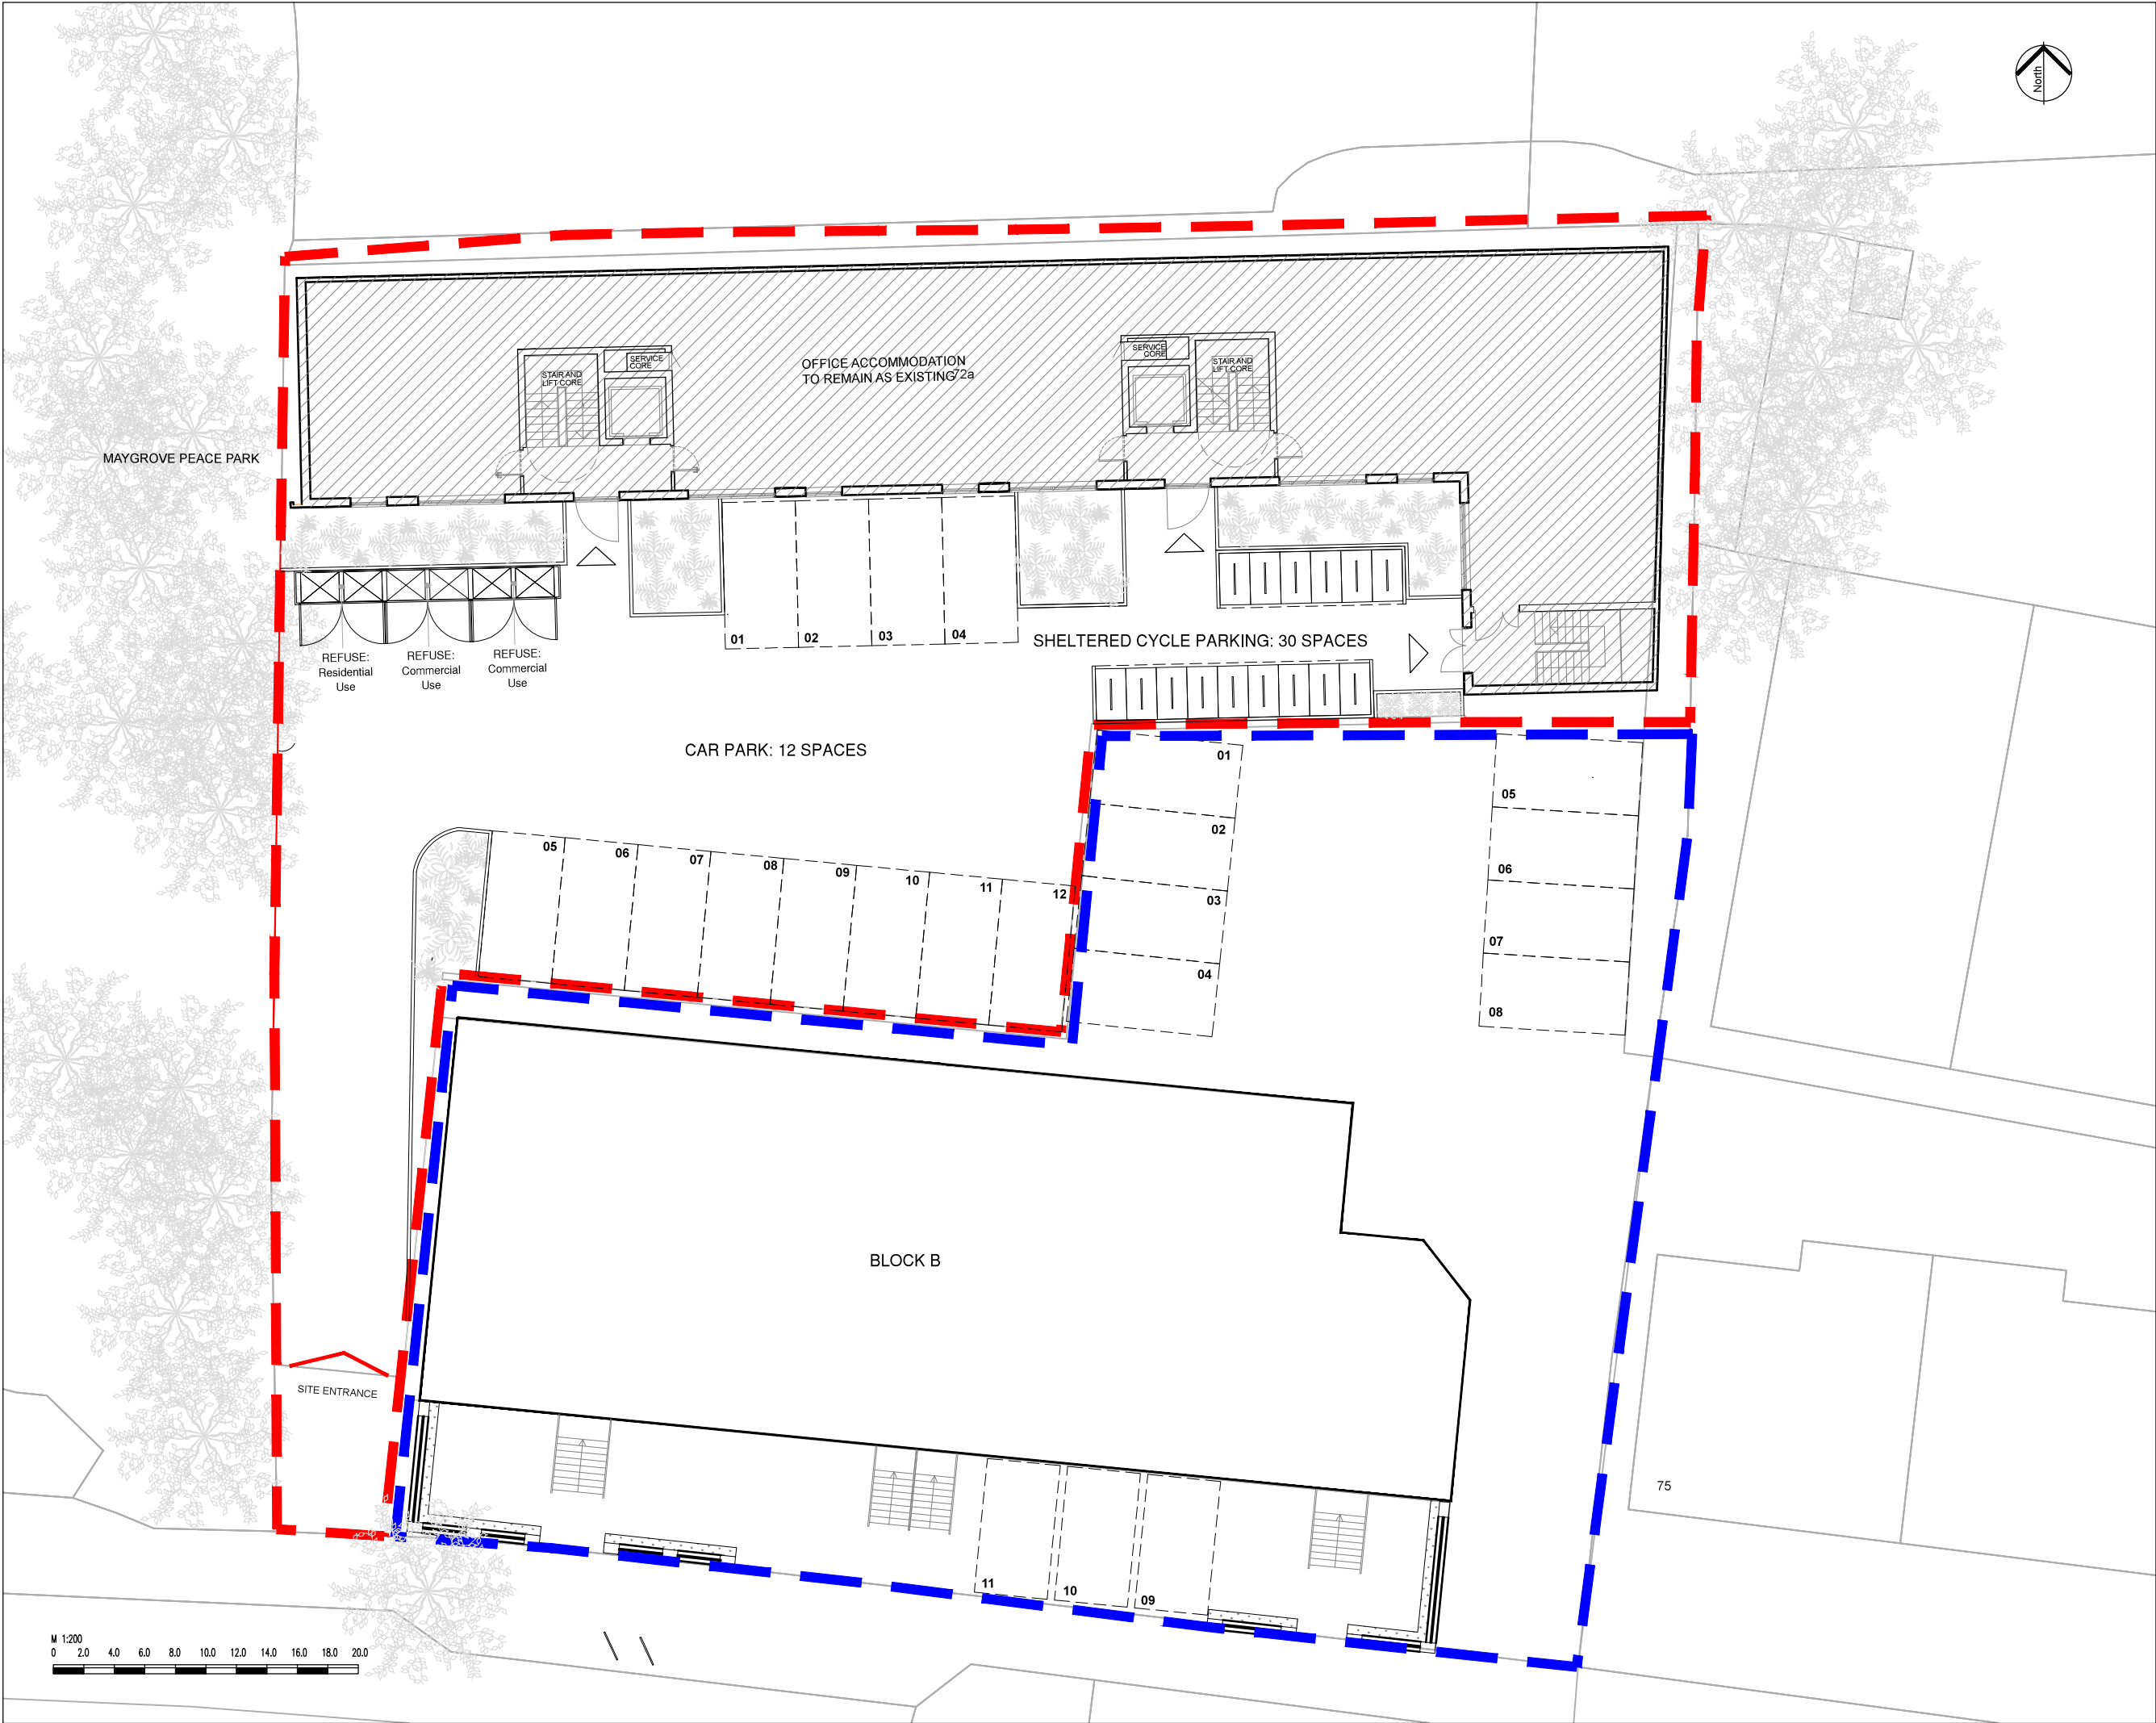 North
SERVICE
CORE
STAIR AND
LIFT CORE
OFFICE ACCOMMODATION
TO REMAIN AS EXISTING
72a
SERVICE
CORE
STAIR AND
LIFT CORE
MAYGROVE PEACE PARK
01
02
03
04
SHELTERED CYCLE PARKING: 30 SPACES
REFUSE:
Residential
Use
REFUSE:
Commercial
Use
REFUSE:
Commercial
Use
CAR PARK: 12 SPACES
01
02
03
04
05
06
07
08
05
06
07
08
09
10
11
12
BLOCK B
SITE ENTRANCE
75
11
10
09
M 1:200
0 2.0 4.0 6.0 8.0 10.0 12.0 14.0 16.0 18.0 20.0